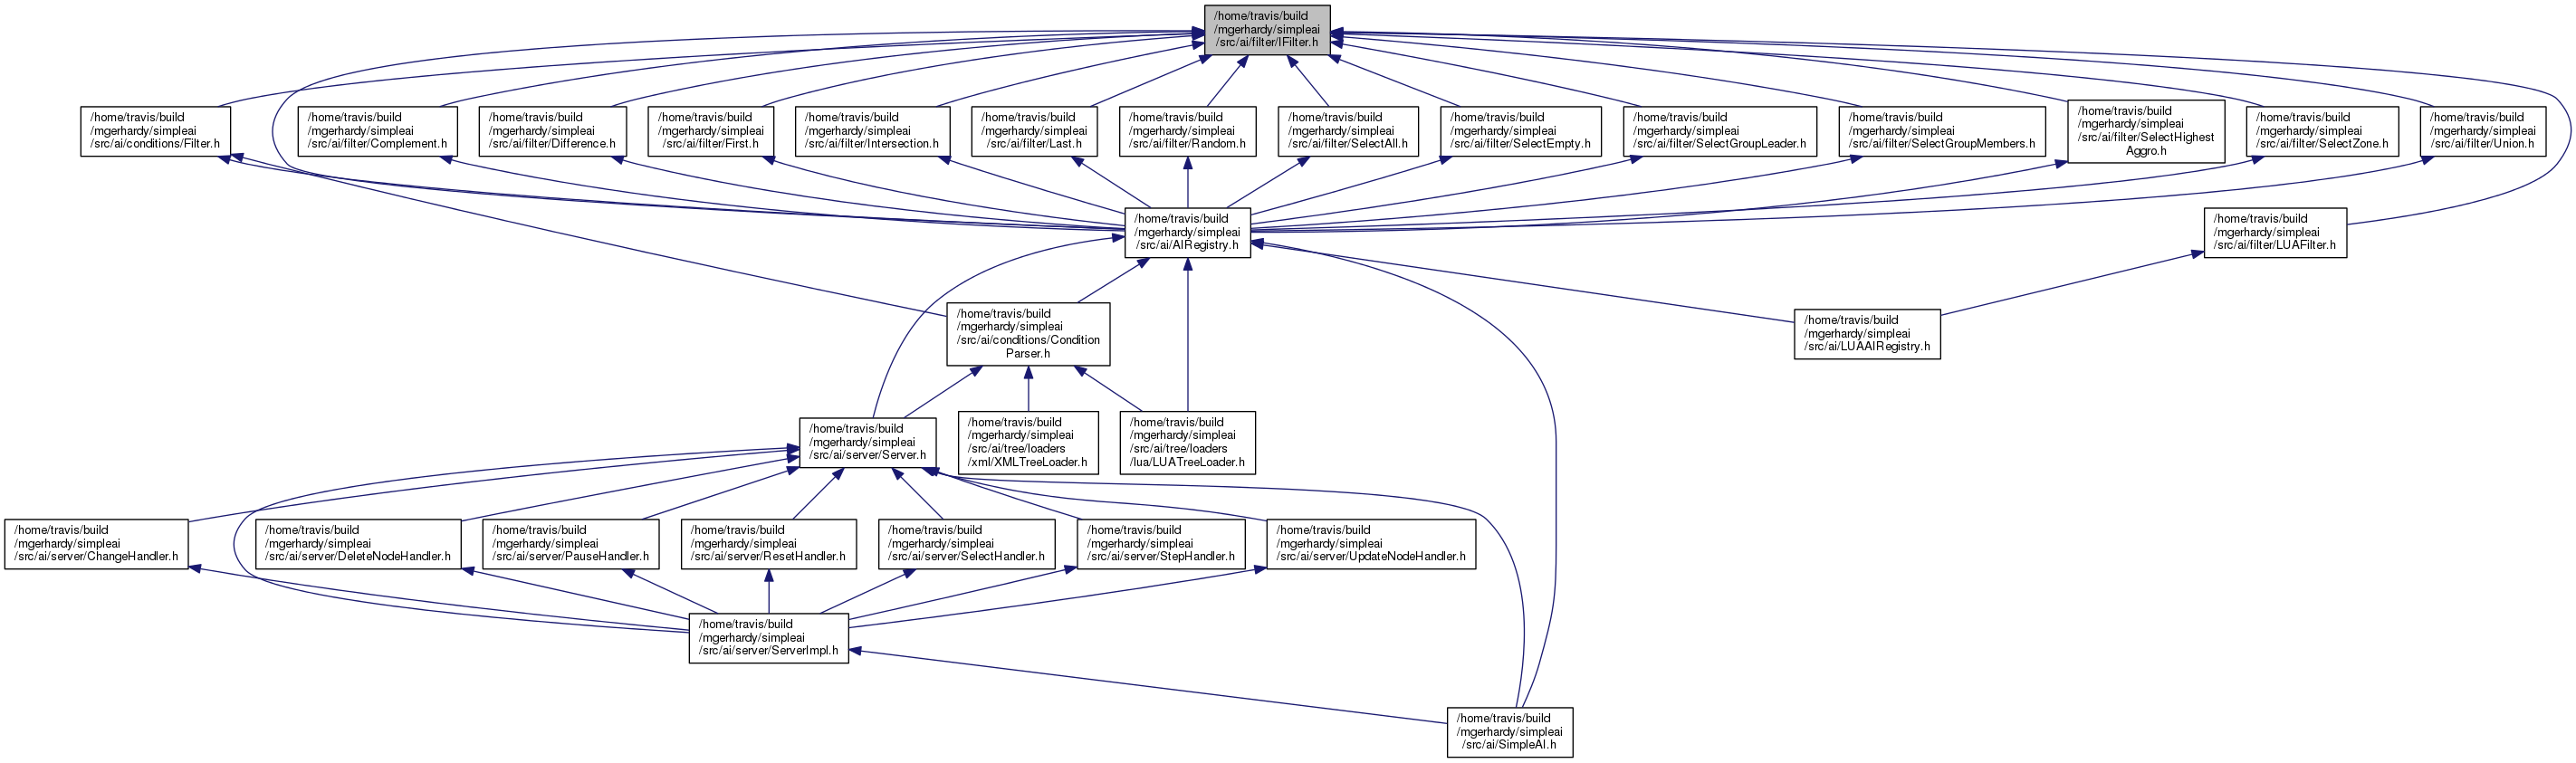 /home/travis/build
/mgerhardy/simpleai
/src/ai/filter/IFilter.h
/home/travis/build
/mgerhardy/simpleai
/src/ai/conditions/Filter.h
/home/travis/build
/mgerhardy/simpleai
/src/ai/filter/Complement.h
/home/travis/build
/mgerhardy/simpleai
/src/ai/filter/Difference.h
/home/travis/build
/mgerhardy/simpleai
/src/ai/filter/First.h
/home/travis/build
/mgerhardy/simpleai
/src/ai/filter/Intersection.h
/home/travis/build
/mgerhardy/simpleai
/src/ai/filter/Last.h
/home/travis/build
/mgerhardy/simpleai
/src/ai/filter/Random.h
/home/travis/build
/mgerhardy/simpleai
/src/ai/filter/SelectAll.h
/home/travis/build
/mgerhardy/simpleai
/src/ai/filter/SelectEmpty.h
/home/travis/build
/mgerhardy/simpleai
/src/ai/filter/SelectGroupLeader.h
/home/travis/build
/mgerhardy/simpleai
/src/ai/filter/SelectGroupMembers.h
/home/travis/build
/mgerhardy/simpleai
/src/ai/filter/SelectHighest
Aggro.h
/home/travis/build
/mgerhardy/simpleai
/src/ai/filter/SelectZone.h
/home/travis/build
/mgerhardy/simpleai
/src/ai/filter/Union.h
/home/travis/build
/mgerhardy/simpleai
/src/ai/AIRegistry.h
/home/travis/build
/mgerhardy/simpleai
/src/ai/filter/LUAFilter.h
/home/travis/build
/mgerhardy/simpleai
/src/ai/conditions/Condition
Parser.h
/home/travis/build
/mgerhardy/simpleai
/src/ai/LUAAIRegistry.h
/home/travis/build
/mgerhardy/simpleai
/src/ai/server/Server.h
/home/travis/build
/mgerhardy/simpleai
/src/ai/tree/loaders
/xml/XMLTreeLoader.h
/home/travis/build
/mgerhardy/simpleai
/src/ai/tree/loaders
/lua/LUATreeLoader.h
/home/travis/build
/mgerhardy/simpleai
/src/ai/server/ChangeHandler.h
/home/travis/build
/mgerhardy/simpleai
/src/ai/server/DeleteNodeHandler.h
/home/travis/build
/mgerhardy/simpleai
/src/ai/server/PauseHandler.h
/home/travis/build
/mgerhardy/simpleai
/src/ai/server/ResetHandler.h
/home/travis/build
/mgerhardy/simpleai
/src/ai/server/SelectHandler.h
/home/travis/build
/mgerhardy/simpleai
/src/ai/server/StepHandler.h
/home/travis/build
/mgerhardy/simpleai
/src/ai/server/UpdateNodeHandler.h
/home/travis/build
/mgerhardy/simpleai
/src/ai/server/ServerImpl.h
/home/travis/build
/mgerhardy/simpleai
/src/ai/SimpleAI.h